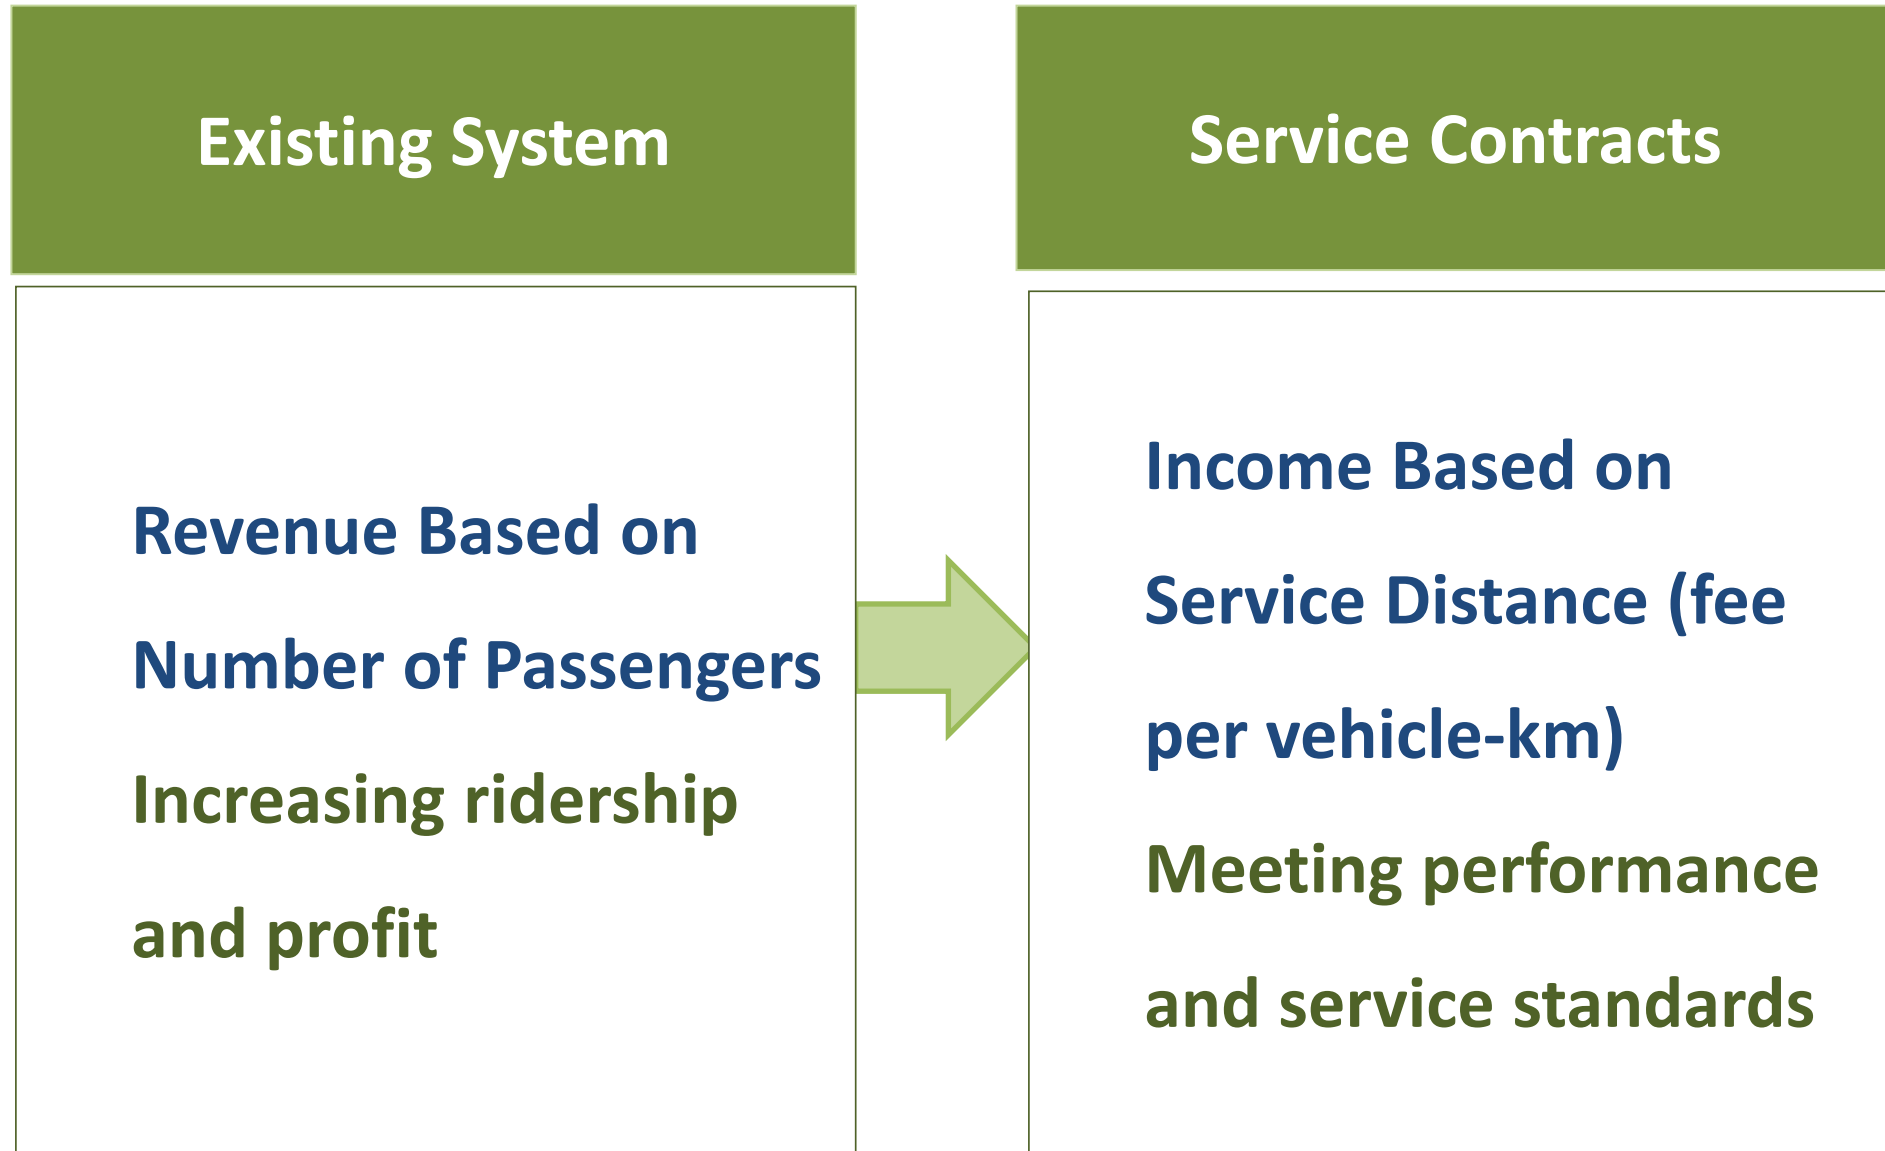 Existing System
Revenue Based on
Number of Passengers
Increasing ridership
and profit
Service Contracts
Income Based on
Service Distance (fee
per vehicle-km)
Meeting performance
and service standards